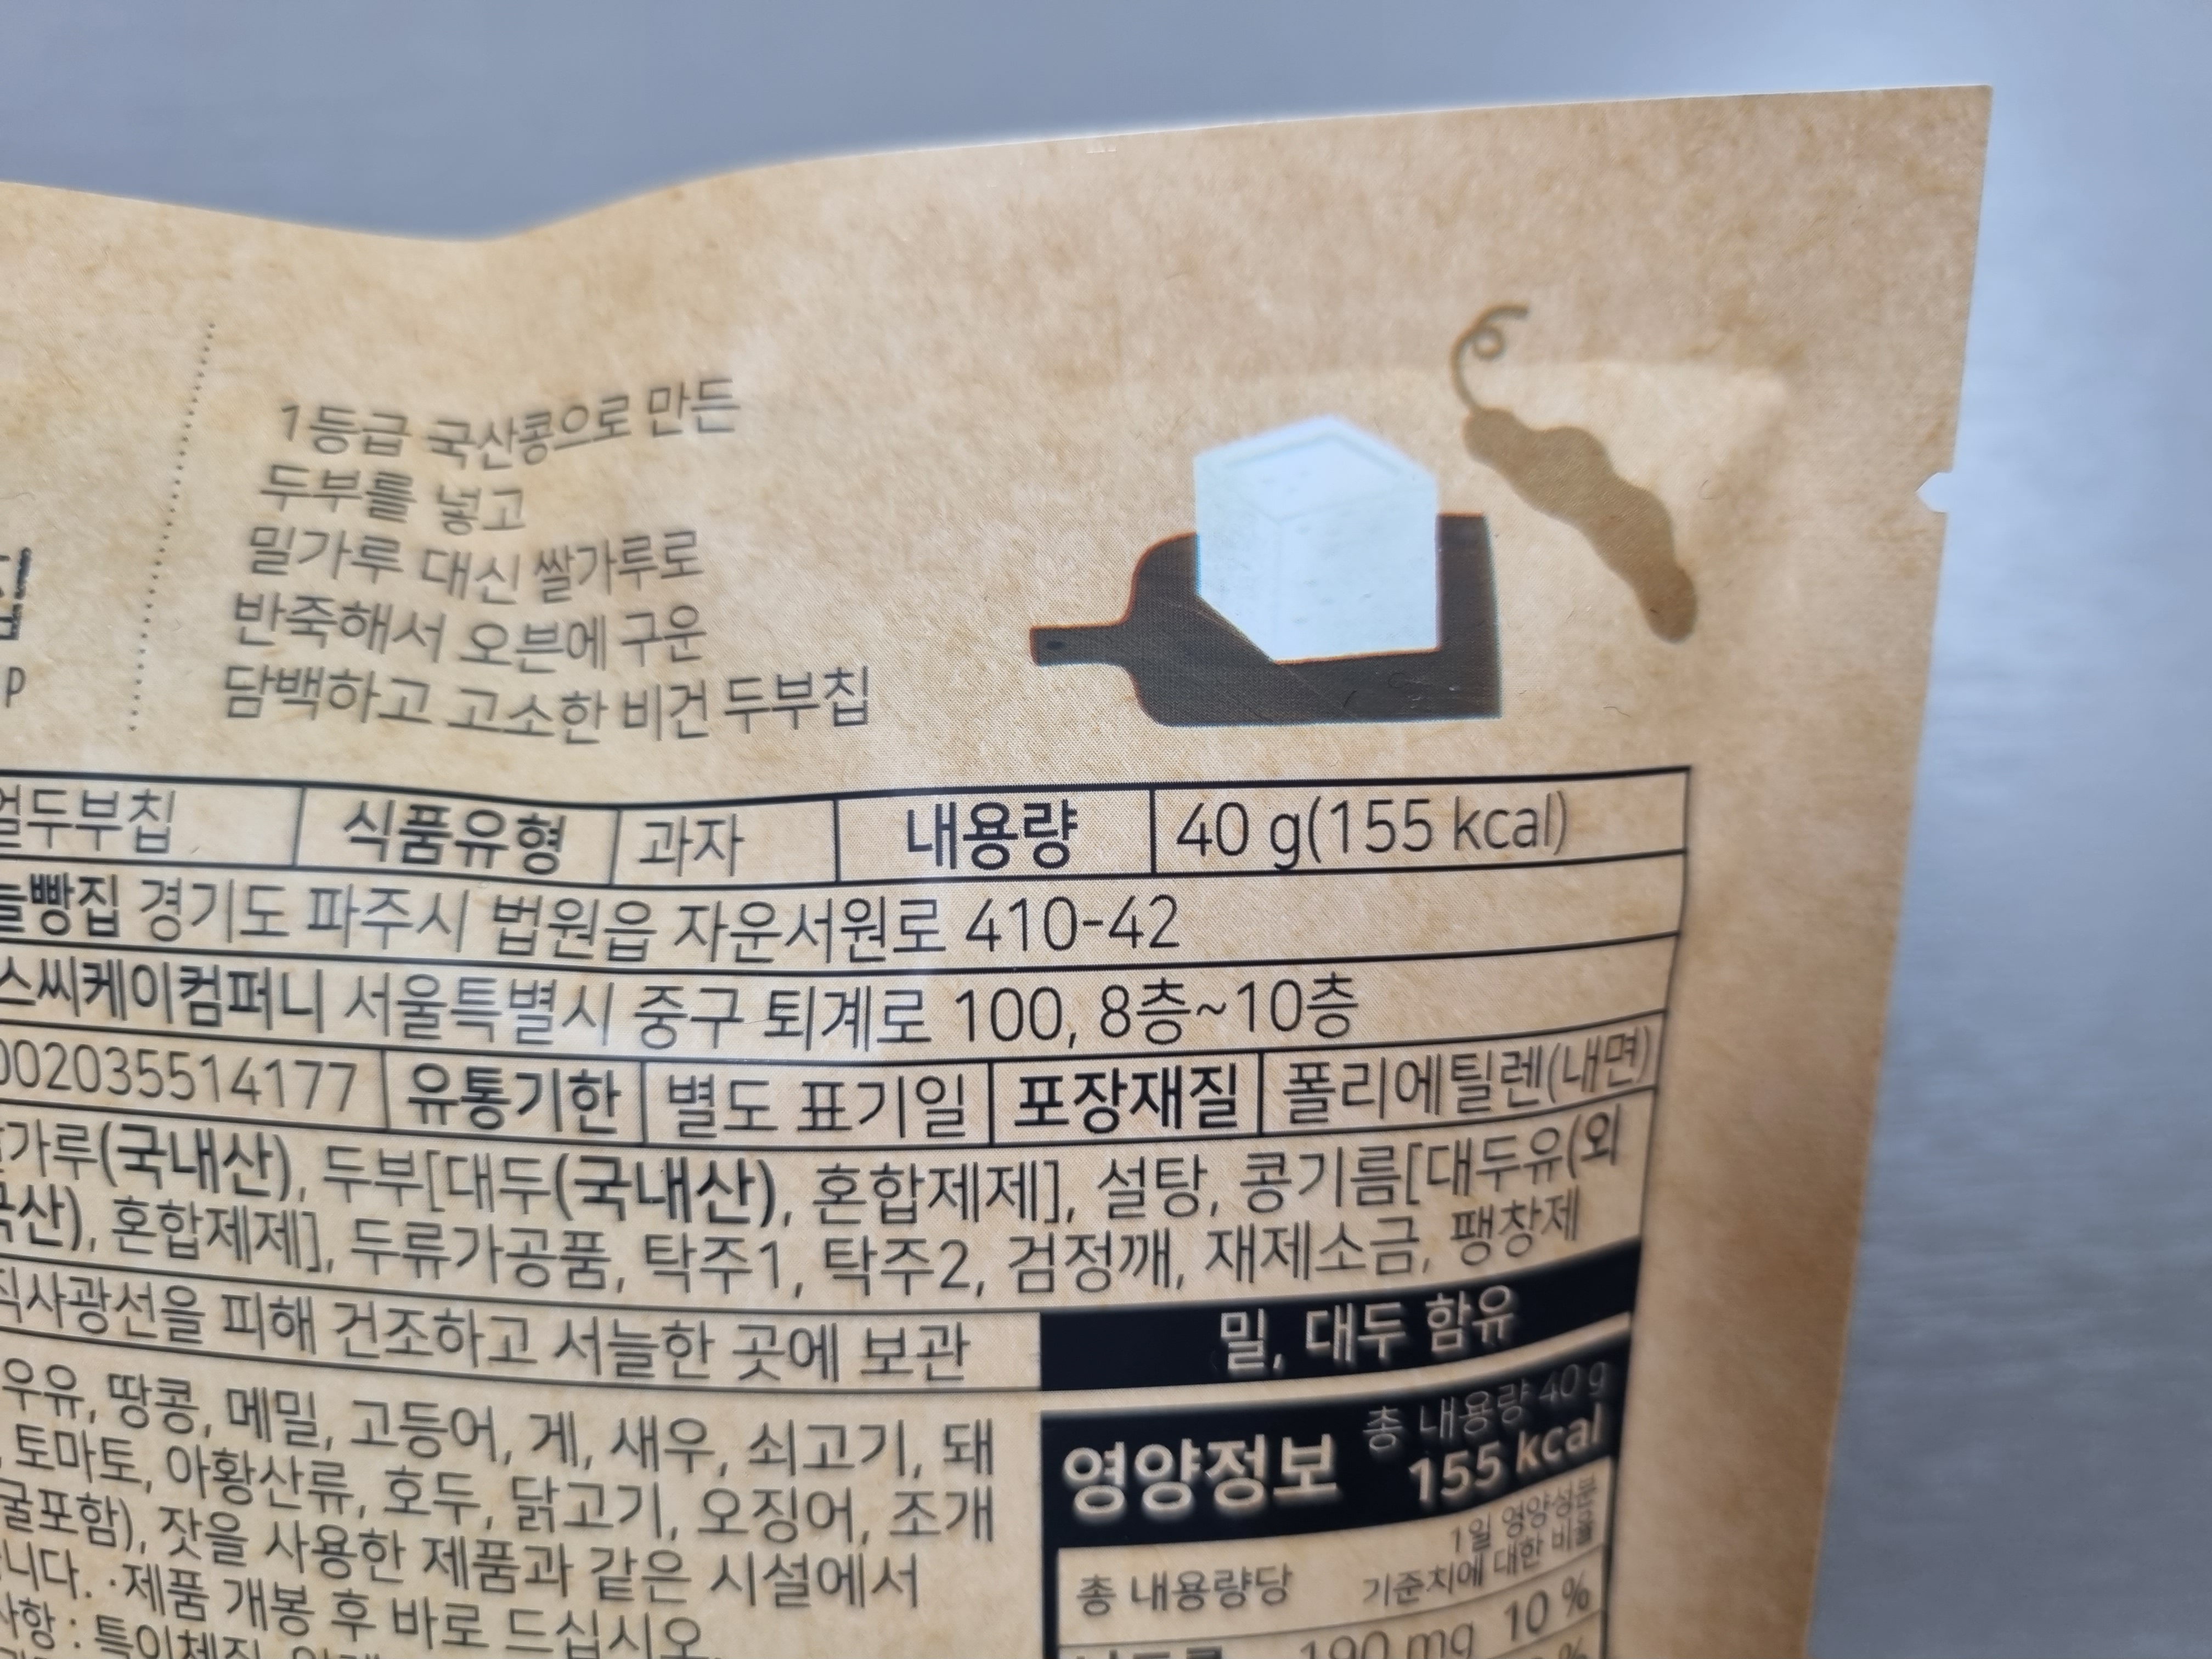 1등급 국산콩으로 만든
두부를 넣고
밀가루 대신 쌀가루로
반죽해서 오븐에 구운
담백하고 고소한 비건 두부칩
P
두부칩 식품유형 과자 내용량 40 g(155 kcal)
빵집 경기도 파주시 법원읍 자운서원로 410-42
스씨케이컴퍼니 서울특별시 중구 퇴계로 100, 8층~10층
002035514177 유통기한 별도 표기일 포장재질 폴리에틸렌(내면)
가루(국내산), 두부[대두(국내산), 혼합제제], 설탕, 콩기름[대두유(외
국산), 혼합제제], 두류가공품, 탁주1, 탁주2, 검정깨, 재제소금, 팽창제
직사광선을 피해 건조하고 서늘한 곳에 보관
밀, 대두 함유
우유, 땅콩, 메밀, 고등어, 게, 새우, 쇠고기, 돼
, 토마토, 아황산류, 호두, 닭고기, 오징어, 조개
굴포함), 잣을 사용한 제품과 같은 시설에서
니다. ·제품 개봉 후 바로 드십시오.
사항 : 특이체질,
영양정보 총 내용량 40 g
155 kcal
총 내용량당 1일 영양성분
기준치에 대한 비율
190 mg 10 %
%